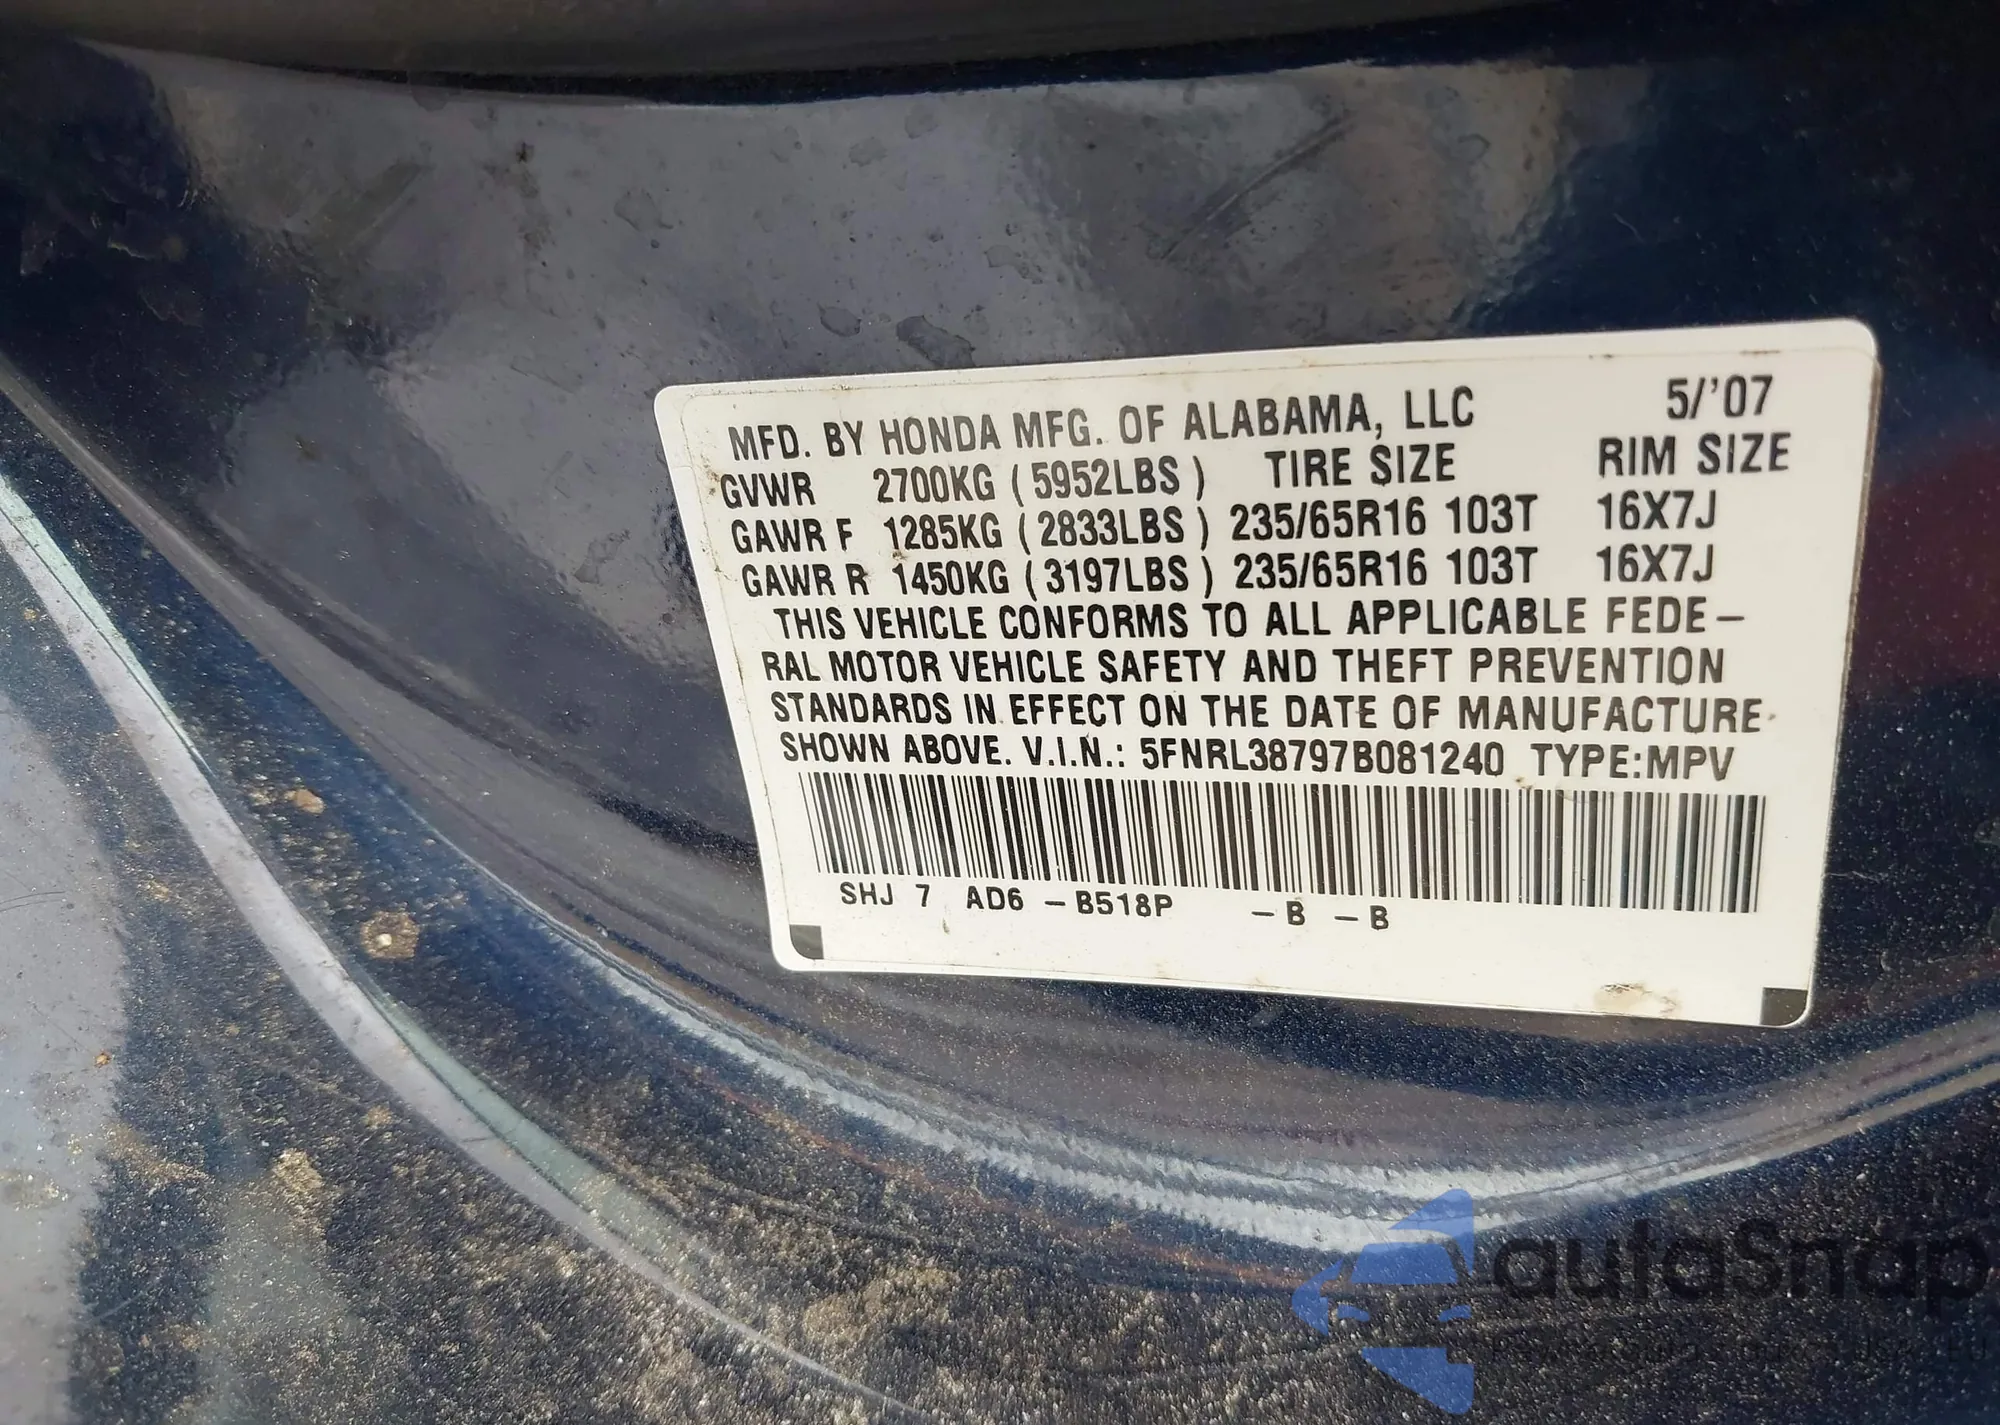 MFD. BY HONDA MFG. OF ALABAMA, LLC 5/'07
GVWR 2700KG ( 5952LBS ) TIRE SIZE RIM SIZE
GAWR F 1285KG ( 2833LBS ) 235/65R16 103T 16X7J
GAWR R 1450KG ( 3197LBS ) 235/65R16 103T 16X7J
THIS VEHICLE CONFORMS TO ALL APPLICABLE FEDE-
RAL MOTOR VEHICLE SAFETY AND THEFT PREVENTION
STANDARDS IN EFFECT ON THE DATE OF MANUFACTURE
SHOWN ABOVE. V.I.N.: 5FNRL38797B081240 TYPE:MPV
SHJ 7 AD6 -B518P -B -B
autaSnap